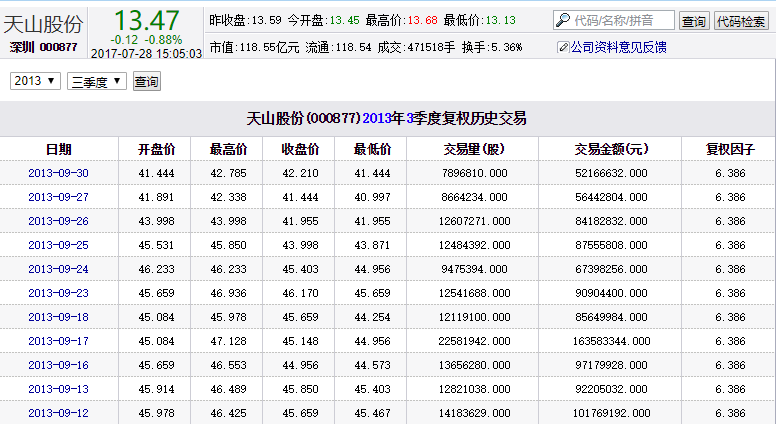 天山股份 13.47 昨收盘:13.59 今开盘:13.45 最高价:13.68 最低价:13.13 代码/名称/拼音 查询 代码检索
深圳 000877 -0.12 -0.88% 市值:118.55亿元 流通:118.54 成交:471518手 换手:5.36% 公司资料意见反馈
2017-07-28 15:05:03
2013 三季度 查询
天山股份(000877)2013年3季度复权历史交易
日期 开盘价 最高价 收盘价 最低价 交易量(股) 交易金额(元) 复权因子
2013-09-30 41.444 42.785 42.210 41.444 7896810.000 52166632.000 6.386
2013-09-27 41.891 42.338 41.444 40.997 8664234.000 56442804.000 6.386
2013-09-26 43.998 43.998 41.955 41.955 12607271.000 84182832.000 6.386
2013-09-25 45.531 45.850 43.998 43.871 12484392.000 87555808.000 6.386
2013-09-24 46.233 46.233 45.403 44.956 9475394.000 67398256.000 6.386
2013-09-23 45.659 46.936 46.170 45.659 12541688.000 90904400.000 6.386
2013-09-18 45.084 45.978 45.659 44.254 12119100.000 85649984.000 6.386
2013-09-17 45.084 47.128 45.148 44.956 22581942.000 163583344.000 6.386
2013-09-16 45.659 46.553 44.956 44.573 13656280.000 97179928.000 6.386
2013-09-13 45.914 46.489 45.850 45.403 12821038.000 92205032.000 6.386
2013-09-12 45.978 46.425 45.659 45.467 14183629.000 101769192.000 6.386